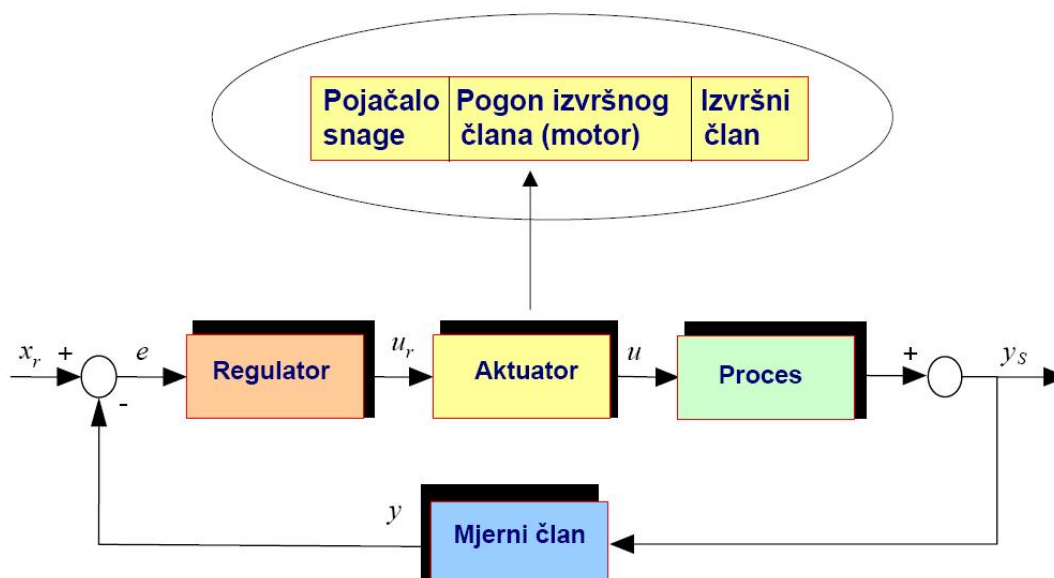 Pojačalo Pogon izvršnog Izvršni
snage člana (motor) član
x_r + e Regulator u_r Aktuator u Proces + y_S
-
y Mjerni član